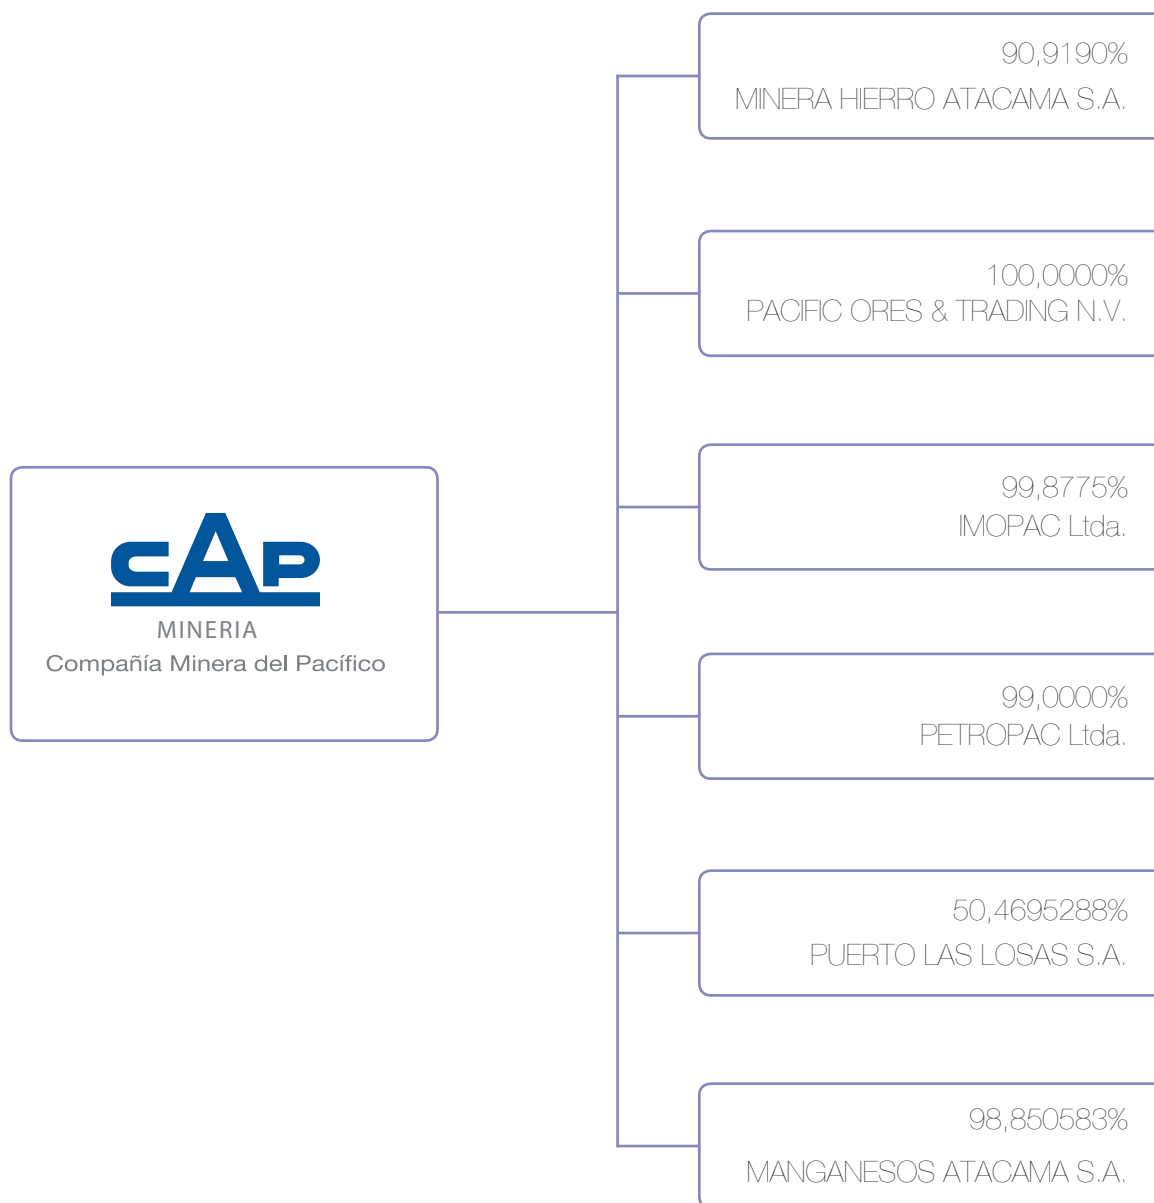 90,9190%
MINERA HIERRO ATACAMA S.A.
100,0000%
PACIFIC ORES & TRADING N.V.
99,8775%
IMOPAC Ltda.
CAP
MINERIA
Compañía Minera del Pacífico
99,0000%
PETROPAC Ltda.
50,4695288%
PUERTO LAS LOSAS S.A.
98,850583%
MANGANESOS ATACAMA S.A.